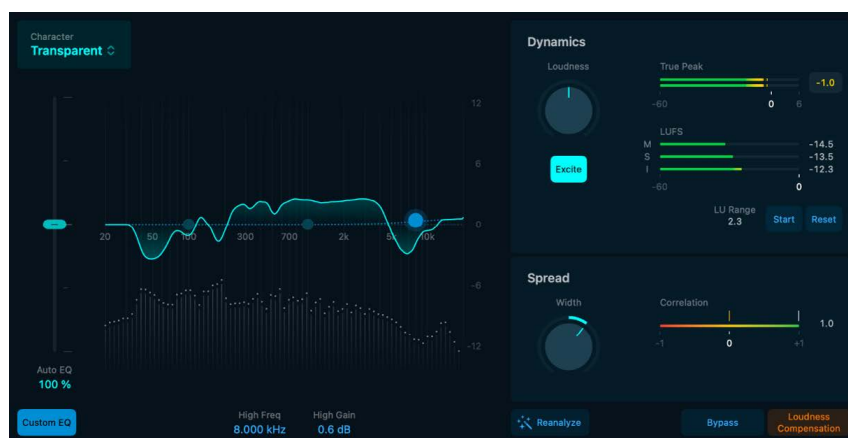 Character
Transparent
Dynamics
Loudness
True Peak
-1.0
-60
0
6
12
LUFS
M
-14.5
S
-13.5
I
-12.3
Excite
-60
0
6
LU Range
2.3
Start
Reset
0
20
50
100
300
700
2k
5k
10k
-6
Spread
Width
Correlation
1.0
-1
0
+1
-12
Auto EQ
100 %
Custom EQ
High Freq
8.000 kHz
High Gain
0.6 dB
Reanalyze
Bypass
Loudness
Compensation